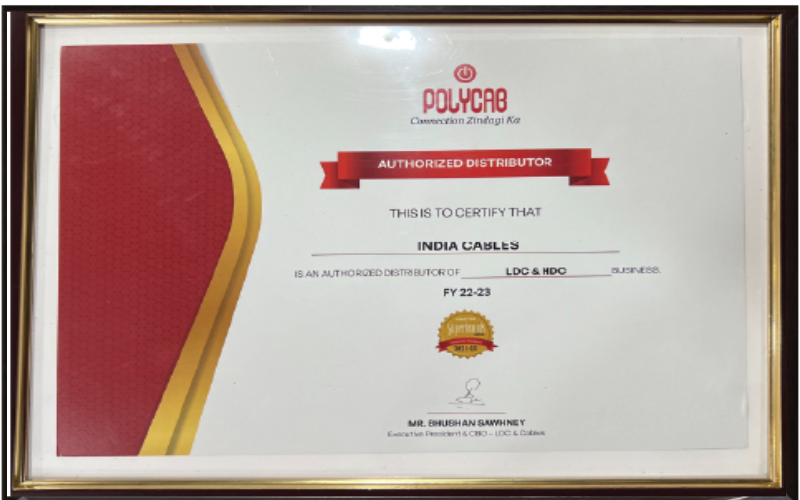 POLYCAB
Connection Zindagi Ka
AUTHORIZED DISTRIBUTOR
THIS IS TO CERTIFY THAT
INDIA CABLES
IS AN AUTHORIZED DISTRIBUTOR OF LDC & HDC BUSINESS.
FY 22-23
Superbrands
MR. BHUSHAN SAWHNEY
Executive President & CBO - LDC & Cables